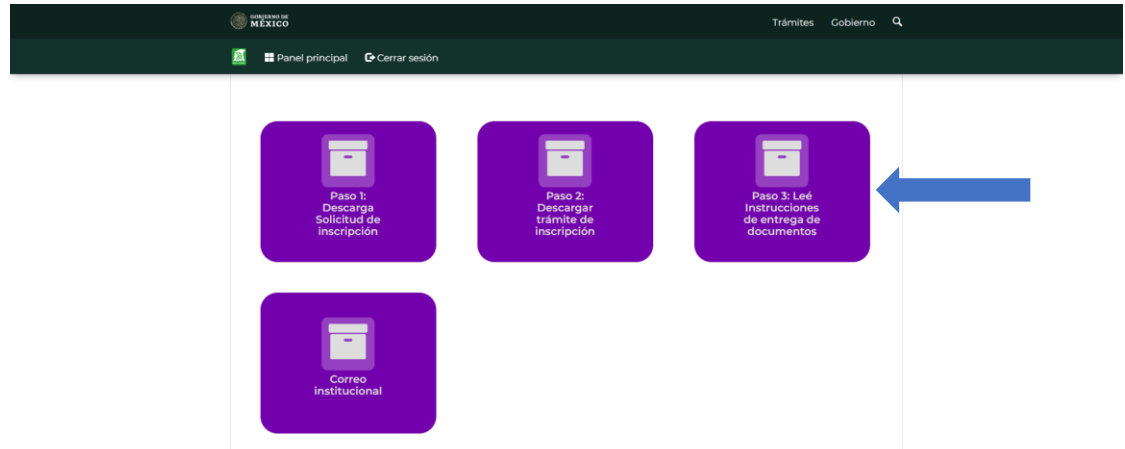 GOBIERNO DE
MÉXICO
Trámites Gobierno
Panel principal Cerrar sesión
Paso 1:
Descarga
Solicitud de
inscripción
Paso 2:
Descargar
trámite de
inscripción
Paso 3: Leé
Instrucciones
de entrega de
documentos
Correo
institucional